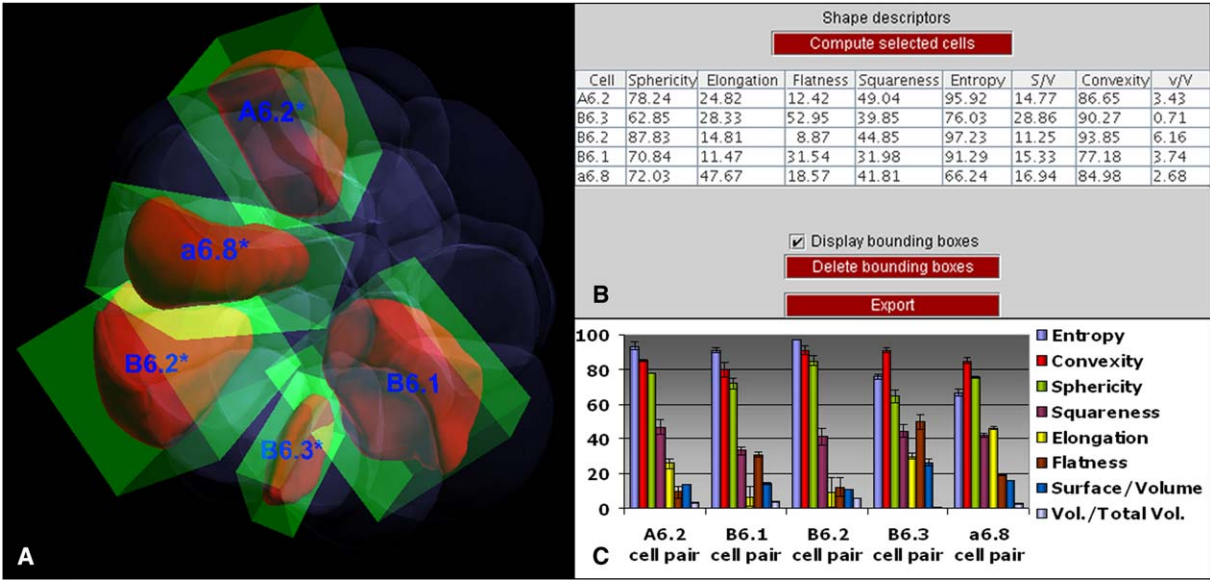 A6.2*
a6.8*
B6.2*
B6.1
B6.3*
A
Shape descriptors
Compute selected cells
Cell Sphericity Elongation Flatness Squareness Entropy S/V Convexity v/V
A6.2 78.24 24.82 12.42 49.04 95.92 14.77 86.65 3.43
B6.3 62.85 28.33 52.95 39.85 76.03 28.86 90.27 0.71
B6.2 87.83 14.81 8.87 44.85 97.23 11.25 93.85 6.16
B6.1 70.84 11.47 31.54 31.98 91.29 15.33 77.18 3.74
a6.8 72.03 47.67 18.57 41.81 66.24 16.94 84.98 2.68
Display bounding boxes
Delete bounding boxes
Export
B
100
80
60
40
20
0
A6.2 B6.1 B6.2 B6.3 a6.8
cell pair cell pair cell pair cell pair cell pair
Entropy
Convexity
Sphericity
Squareness
Elongation
Flatness
Surface/Volume
Vol./Total Vol.
C